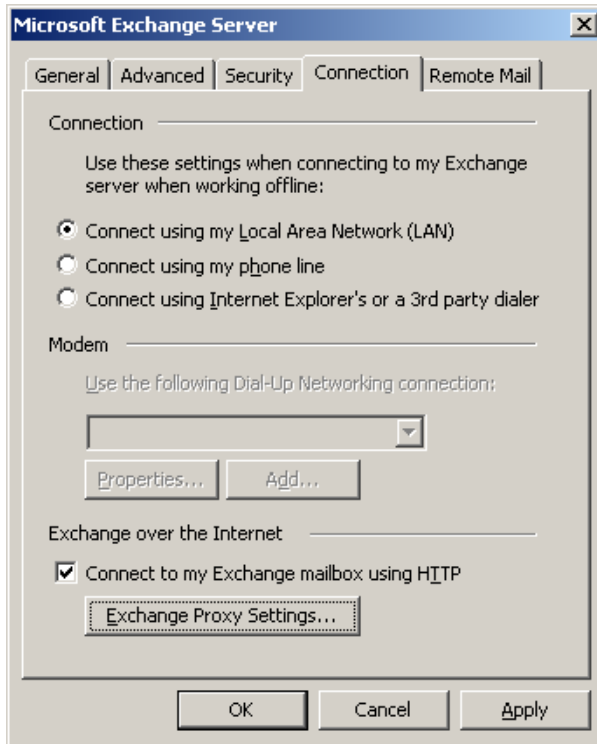 Microsoft Exchange Server
General Advanced Security Connection Remote Mail
Connection
Use these settings when connecting to my Exchange
server when working offline:
Connect using my Local Area Network (LAN)
Connect using my phone line
Connect using Internet Explorer's or a 3rd party dialer
Modem
Use the following Dial-Up Networking connection:
Properties... Add...
Exchange over the Internet
Connect to my Exchange mailbox using HTTP
Exchange Proxy Settings...
OK Cancel Apply